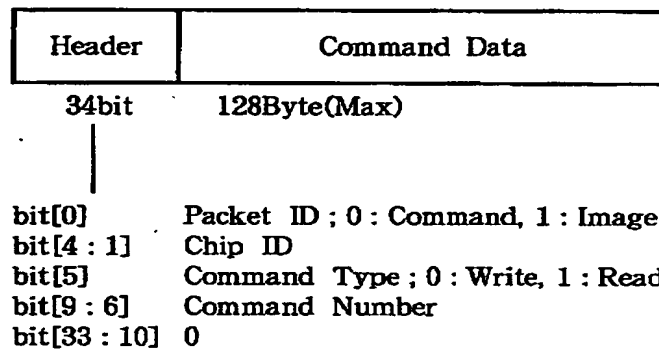 Header Command Data
34bit 128Byte(Max)
bit[0] Packet ID ; 0 : Command, 1 : Image
bit[4 : 1] Chip ID
bit[5] Command Type ; 0 : Write, 1 : Read
bit[9 : 6] Command Number
bit[33 : 10] 0